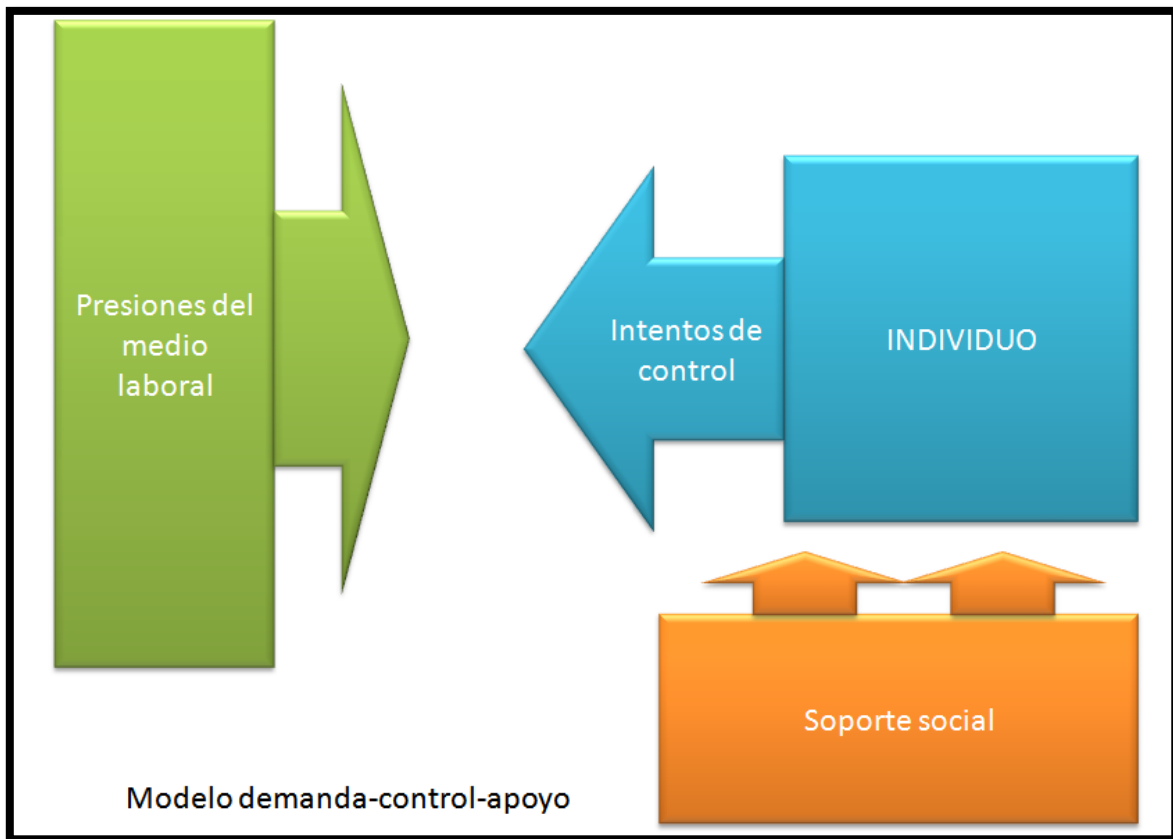 Presiones del
medio
laboral
Intentos de
control
INDIVIDUO
Soporte social
Modelo demanda-control-apoyo